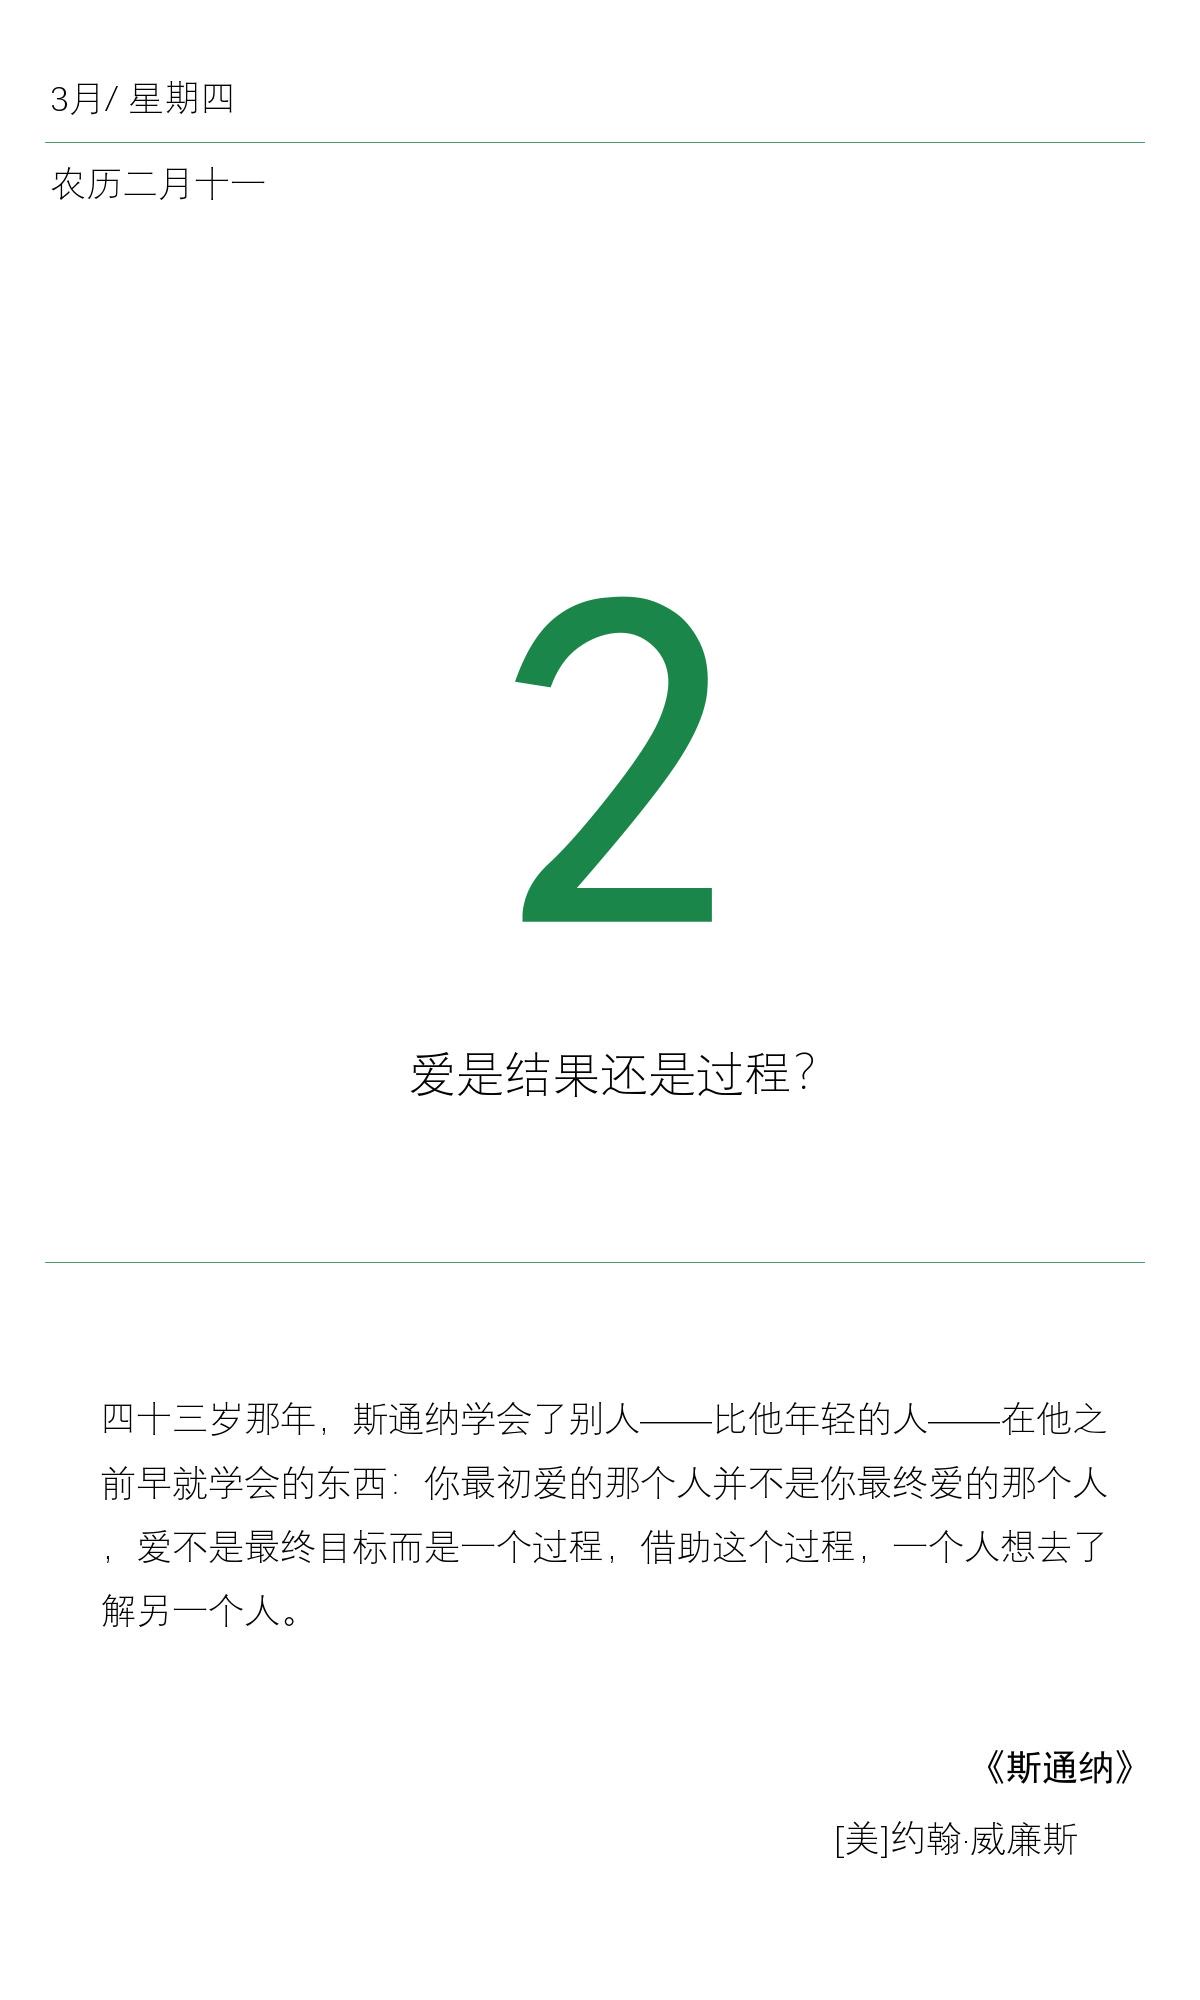 3月/ 星期四
农历二月十一
2
爱是结果还是过程？
四十三岁那年，斯通纳学会了别人——比他年轻的人——在他之
前早就学会的东西：你最初爱的那个人并不是你最终爱的那个人
，爱不是最终目标而是一个过程，借助这个过程，一个人想去了
解另一个人。
《斯通纳》
[美]约翰·威廉斯